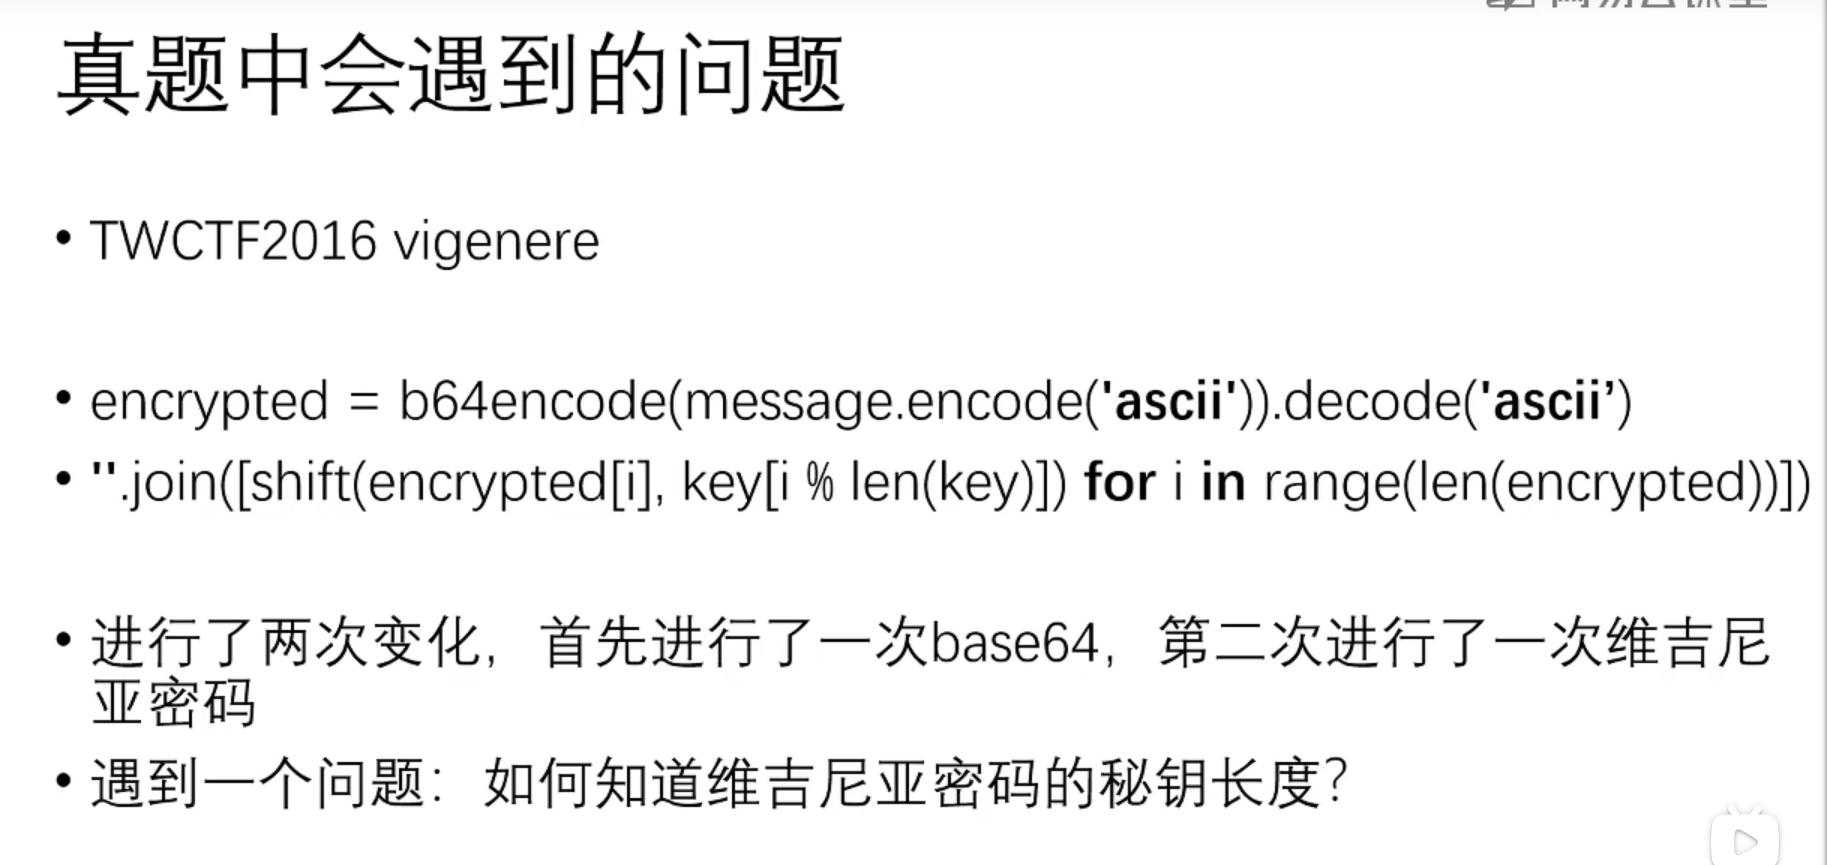 真题中会遇到的问题
• TWCTF2016 vigenere
• encrypted = b64encode(message.encode('ascii')).decode('ascii’)
• ''.join([shift(encrypted[i], key[i % len(key)]) for i in range(len(encrypted))])
• 进行了两次变化，首先进行了一次base64，第二次进行了一次维吉尼
亚密码
• 遇到一个问题：如何知道维吉尼亚密码的秘钥长度？